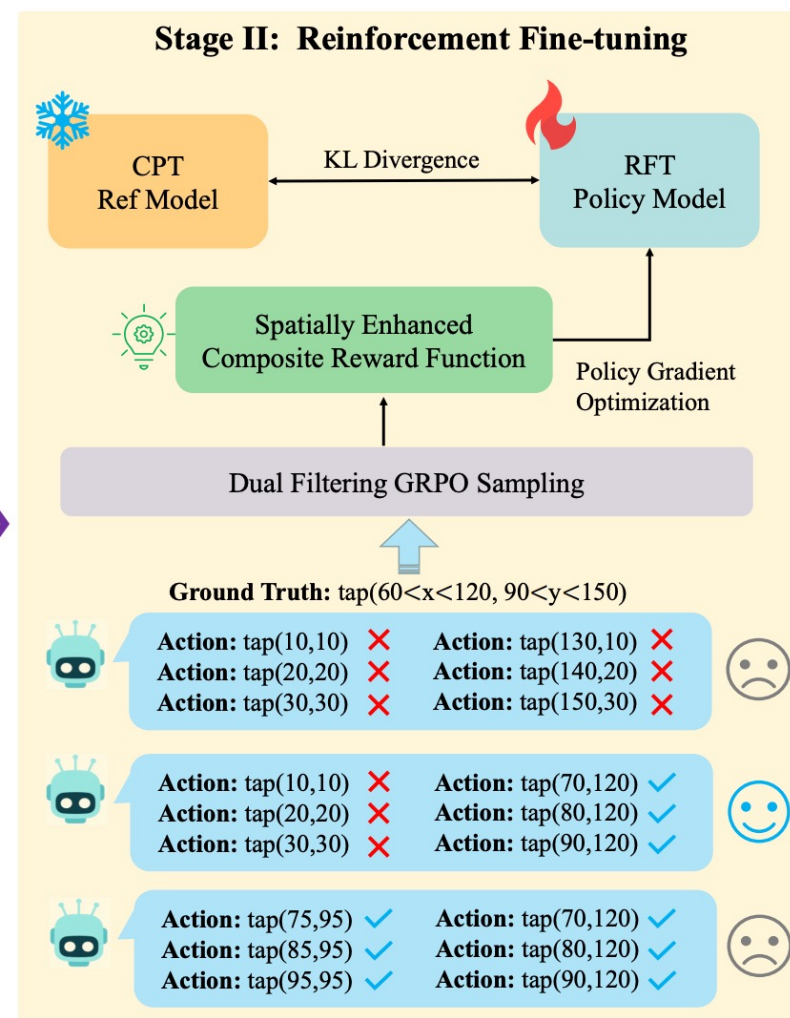 Stage II: Reinforcement Fine-tuning
CPT
Ref Model
KL Divergence
RFT
Policy Model
Spatially Enhanced
Composite Reward Function
Policy Gradient
Optimization
Dual Filtering GRPO Sampling
Ground Truth: tap(60<x<120, 90<y<150)
Action: tap(10,10) ✗ Action: tap(130,10) ✗
Action: tap(20,20) ✗ Action: tap(140,20) ✗
Action: tap(30,30) ✗ Action: tap(150,30) ✗
Action: tap(10,10) ✗ Action: tap(70,120) ✓
Action: tap(20,20) ✗ Action: tap(80,120) ✓
Action: tap(30,30) ✗ Action: tap(90,120) ✓
Action: tap(75,95) ✓ Action: tap(70,120) ✓
Action: tap(85,95) ✓ Action: tap(80,120) ✓
Action: tap(95,95) ✓ Action: tap(90,120) ✓